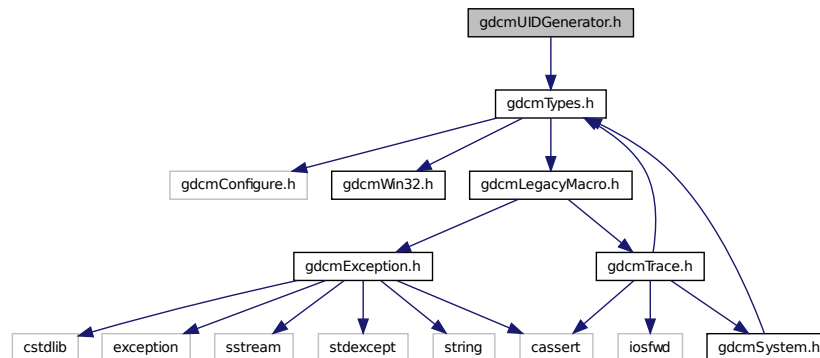 gdcmUIDGenerator.h
gdcmTypes.h
gdcmConfigure.h
gdcmWin32.h
gdcmLegacyMacro.h
gdcmException.h
gdcmTrace.h
cstdlib
exception
sstream
stdexcept
string
cassert
iosfwd
gdcmSystem.h